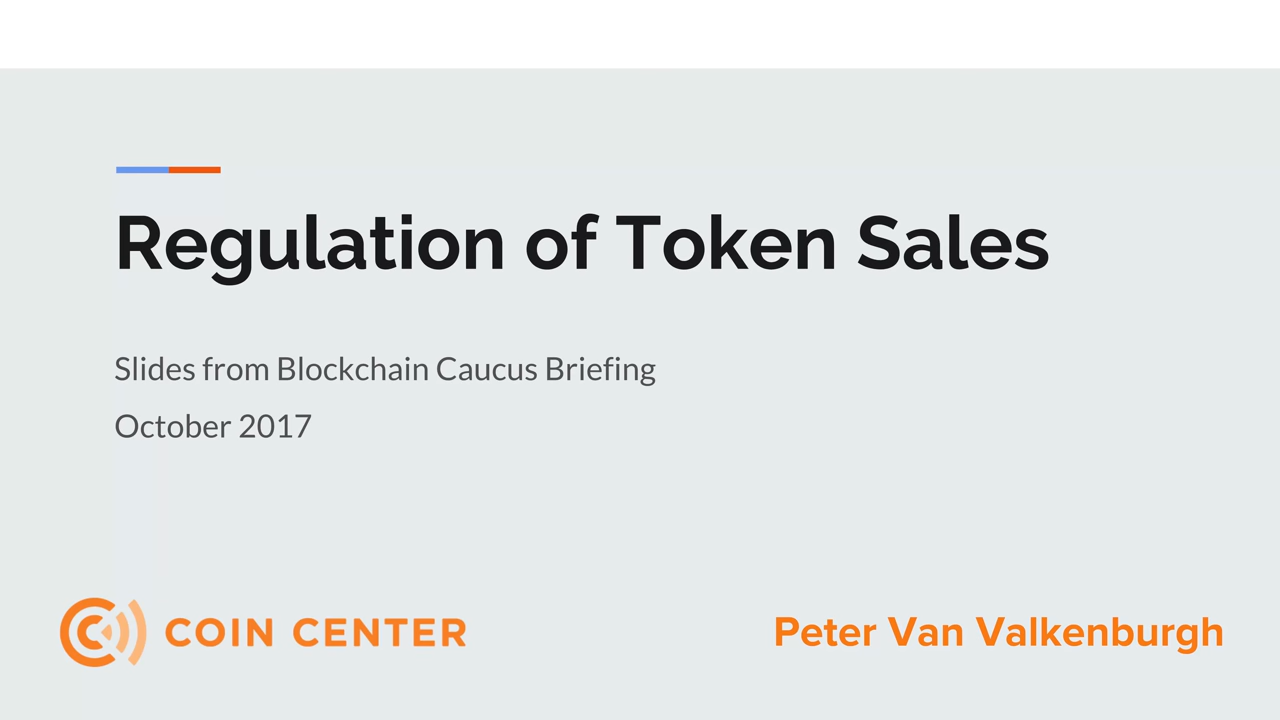 Regulation of Token Sales
Slides from Blockchain Caucus Briefing
October 2017
COIN CENTER
Peter Van Valkenburgh